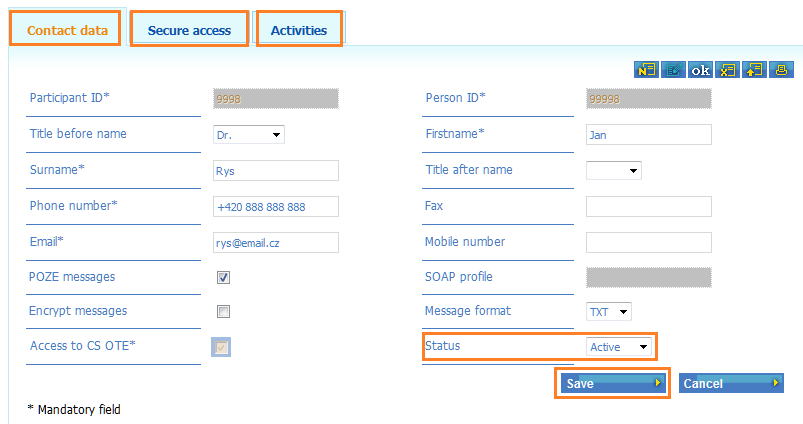 Contact data Secure access Activities
N ok x
Participant ID* 9998 Person ID* 99998
Title before name Dr. Firstname* Jan
Surname* Rys Title after name
Phone number* +420 888 888 888 Fax
Email* rys@email.cz Mobile number
POZE messages SOAP profile
Encrypt messages Message format TXT
Access to CS OTE* Status Active
Save Cancel
* Mandatory field